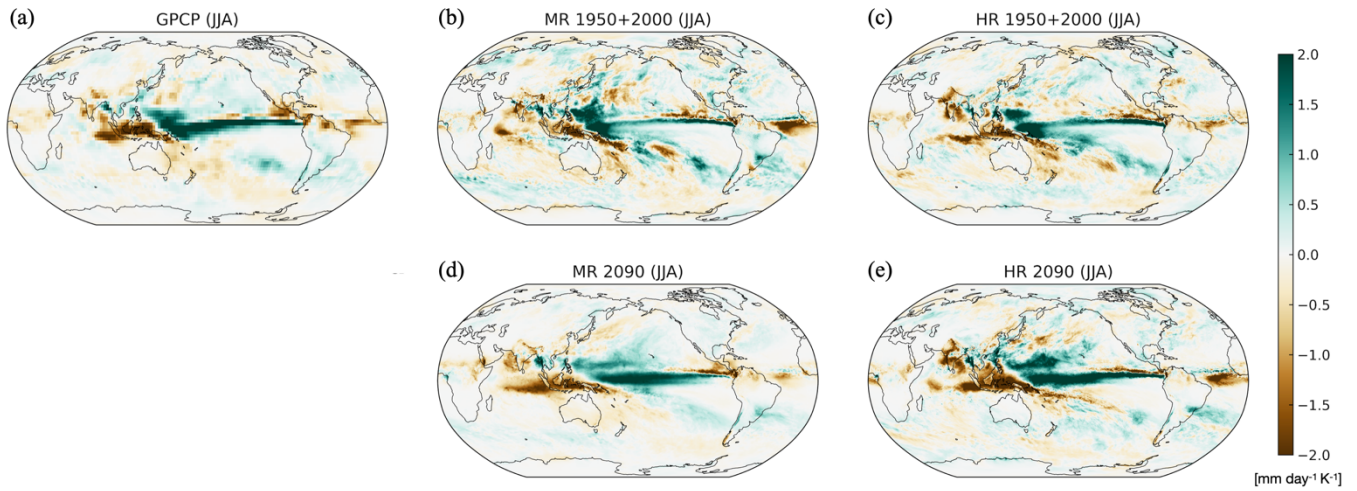 (a) GPCP (JJA)
(b) MR 1950+2000 (JJA)
(c) HR 1950+2000 (JJA)
(d) MR 2090 (JJA)
(e) HR 2090 (JJA)
2.0
1.5
1.0
0.5
0.0
−0.5
−1.0
−1.5
−2.0
[mm day⁻¹ K⁻¹]